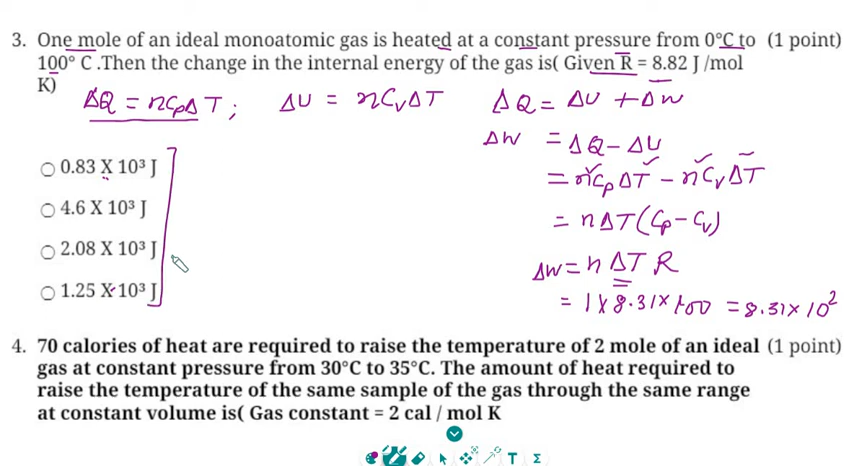 3. One mole of an ideal monoatomic gas is heated at a constant pressure from 0°C to (1 point)
100° C .Then the change in the internal energy of the gas is( Given R = 8.82 J /mol
K)
ΔQ = nCpΔT ; ΔU = nCvΔT ΔQ = ΔU + ΔW
ΔW = ΔQ - ΔU
= nCpΔT - nCvΔT
= nΔT(Cp - Cv)
ΔW = nΔT R
= 1 x 8.31 x 100 = 8.31 x 10²
0.83 X 10³ J
4.6 X 10³ J
2.08 X 10³ J
1.25 X 10³ J
4. 70 calories of heat are required to raise the temperature of 2 mole of an ideal (1 point)
gas at constant pressure from 30°C to 35°C. The amount of heat required to
raise the temperature of the same sample of the gas through the same range
at constant volume is( Gas constant = 2 cal / mol K
T Σ